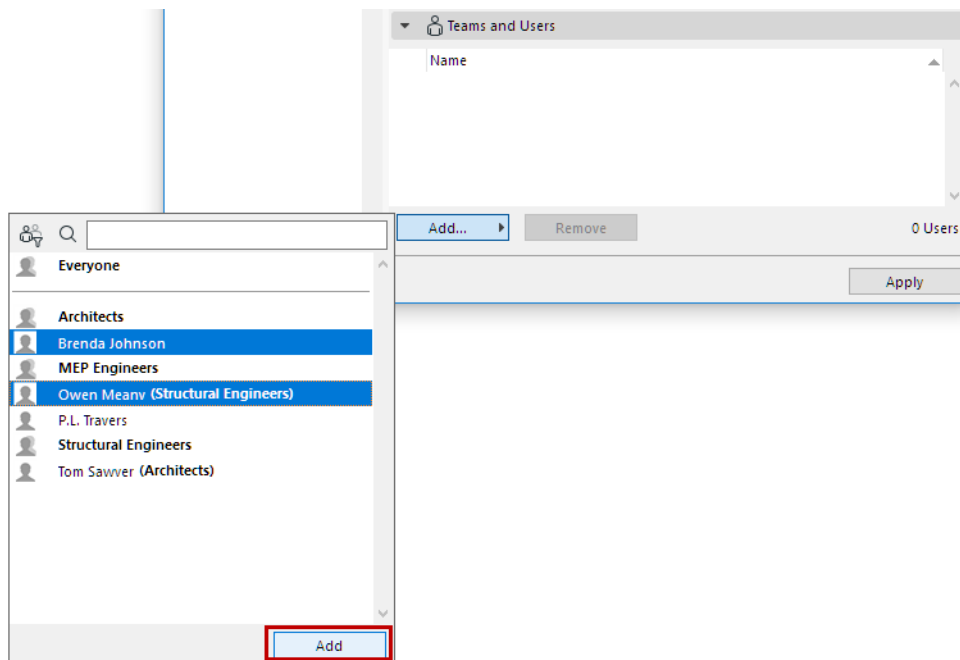 Teams and Users
Name
Add...
Remove
0 Users
Apply
Everyone
Architects
Brenda Johnson
MEP Engineers
Owen Meany (Structural Engineers)
P.L. Travers
Structural Engineers
Tom Sawyer (Architects)
Add